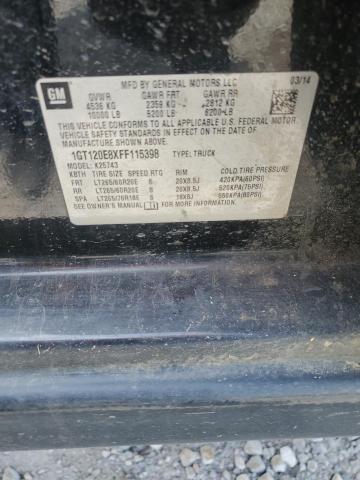 GM
MFD BY GENERAL MOTORS LLC
03/14
GVWR GAWR FRT GAWR RR
4536 KG 2359 KG 2812 KG
10000 LB 5200 LB 6200 LB
THIS VEHICLE CONFORMS TO ALL APPLICABLE U.S. FEDERAL MOTOR
VEHICLE SAFETY STANDARDS IN EFFECT ON THE DATE OF
MANUFACTURE SHOWN ABOVE.
1GT120E8XFF115398 TYPE: TRUCK
MODEL: K25743
TIRE SIZE SPEED RTG RIM COLD TIRE PRESSURE
FRT LT265/60R20E 20X8.5J 420KPA(60PSI)
RR LT265/60R20E 20X8.5J 520KPA(75PSI)
SPA LT265/70R18E 18X8J
SEE OWNER'S MANUAL FOR MORE INFORMATION.